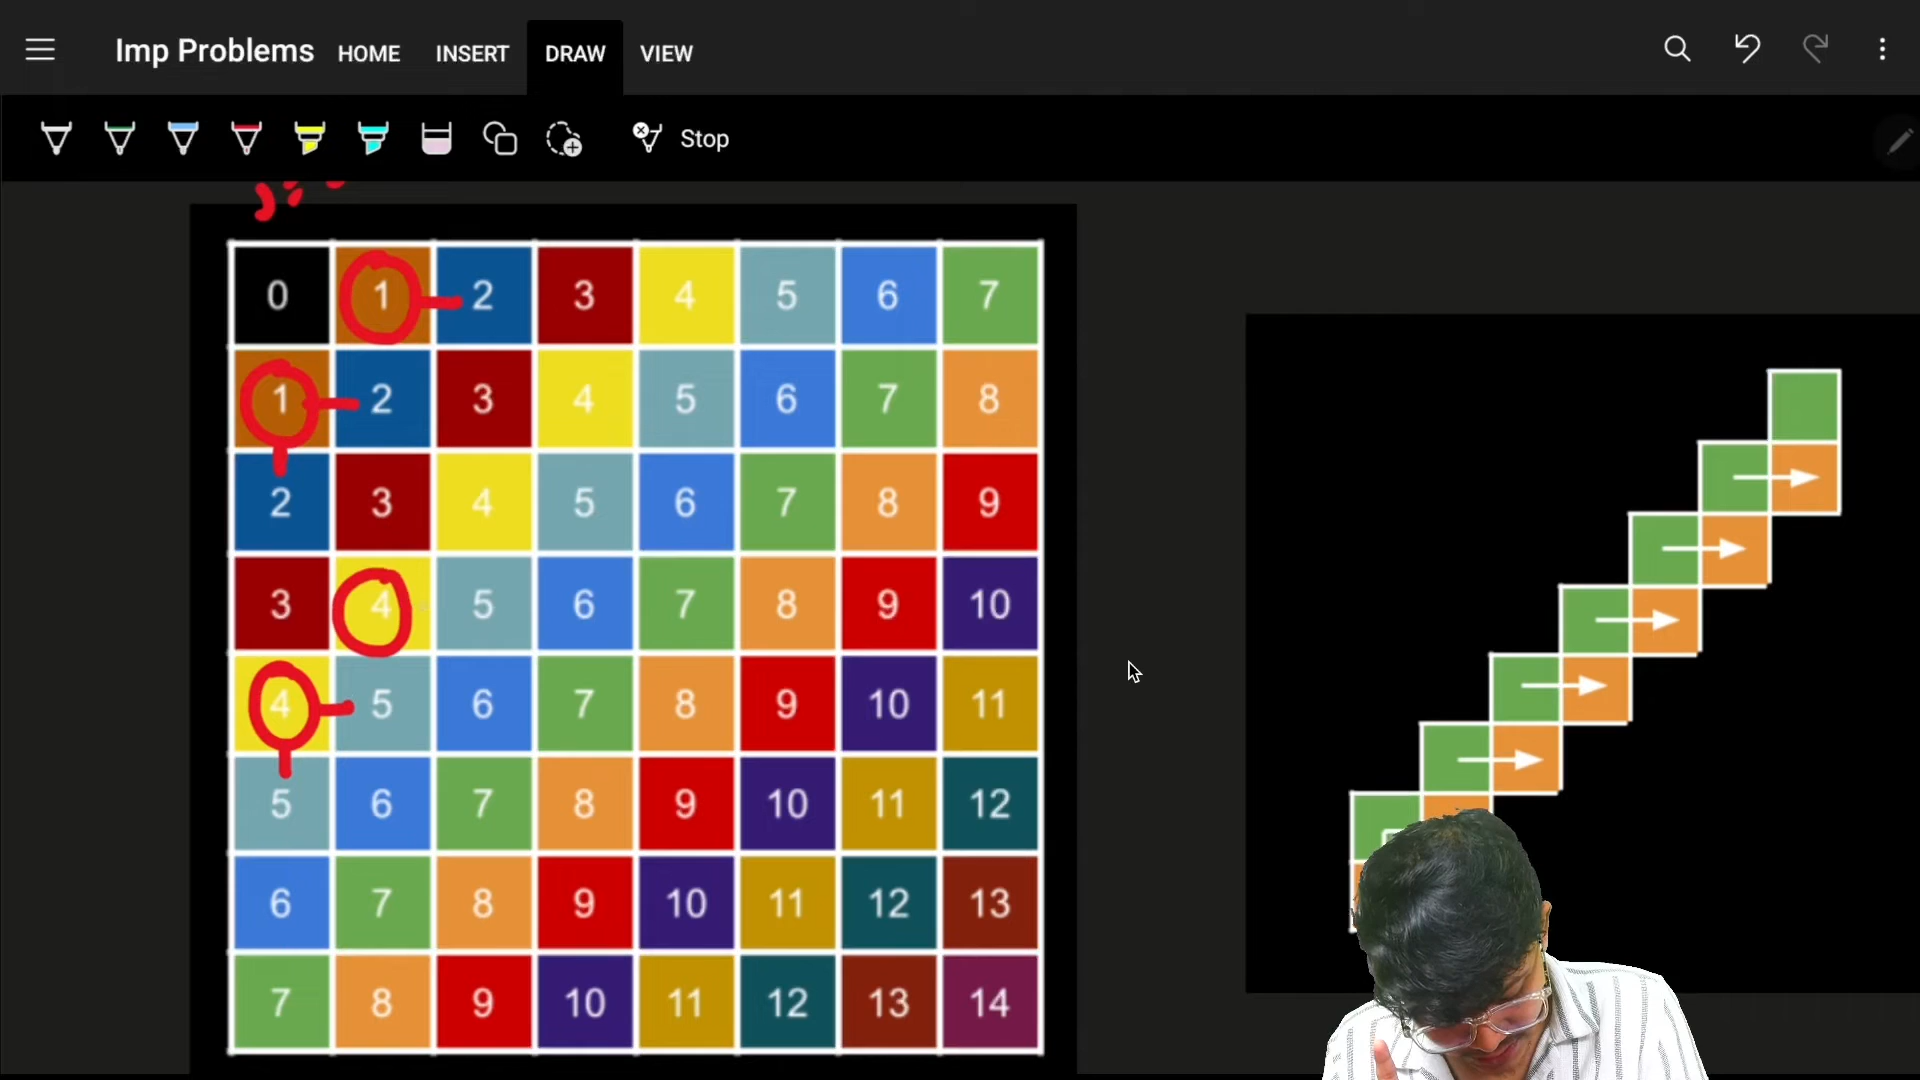 Imp Problems HOME INSERT DRAW VIEW
Stop
0 1 2 3 4 5 6 7
1 2 3 4 5 6 7 8
2 3 4 5 6 7 8 9
3 4 5 6 7 8 9 10
4 5 6 7 8 9 10 11
5 6 7 8 9 10 11 12
6 7 8 9 10 11 12 13
7 8 9 10 11 12 13 14